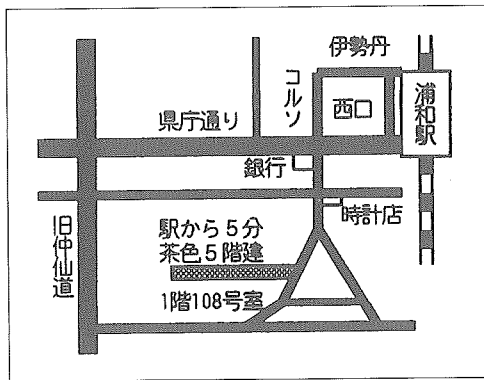 伊勢丹
コルソ
西口
浦和駅
県庁通り
銀行
時計店
旧仲仙道
駅から5分
茶色5階建
1階108号室